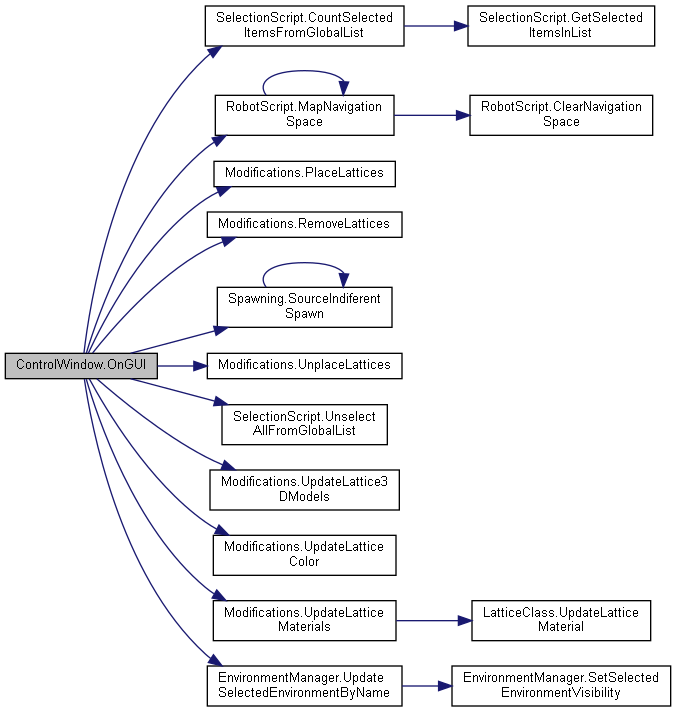 SelectionScript.CountSelected
ItemsFromGlobalList
SelectionScript.GetSelected
ItemsInList
RobotScript.MapNavigation
Space
RobotScript.ClearNavigation
Space
Modifications.PlaceLattices
Modifications.RemoveLattices
Spawning.SourceIndiferent
Spawn
ControlWindow.OnGUI
Modifications.UnplaceLattices
SelectionScript.Unselect
AllFromGlobalList
Modifications.UpdateLattice3
DModels
Modifications.UpdateLattice
Color
Modifications.UpdateLattice
Materials
LatticeClass.UpdateLattice
Material
EnvironmentManager.Update
SelectedEnvironmentByName
EnvironmentManager.SetSelected
EnvironmentVisibility